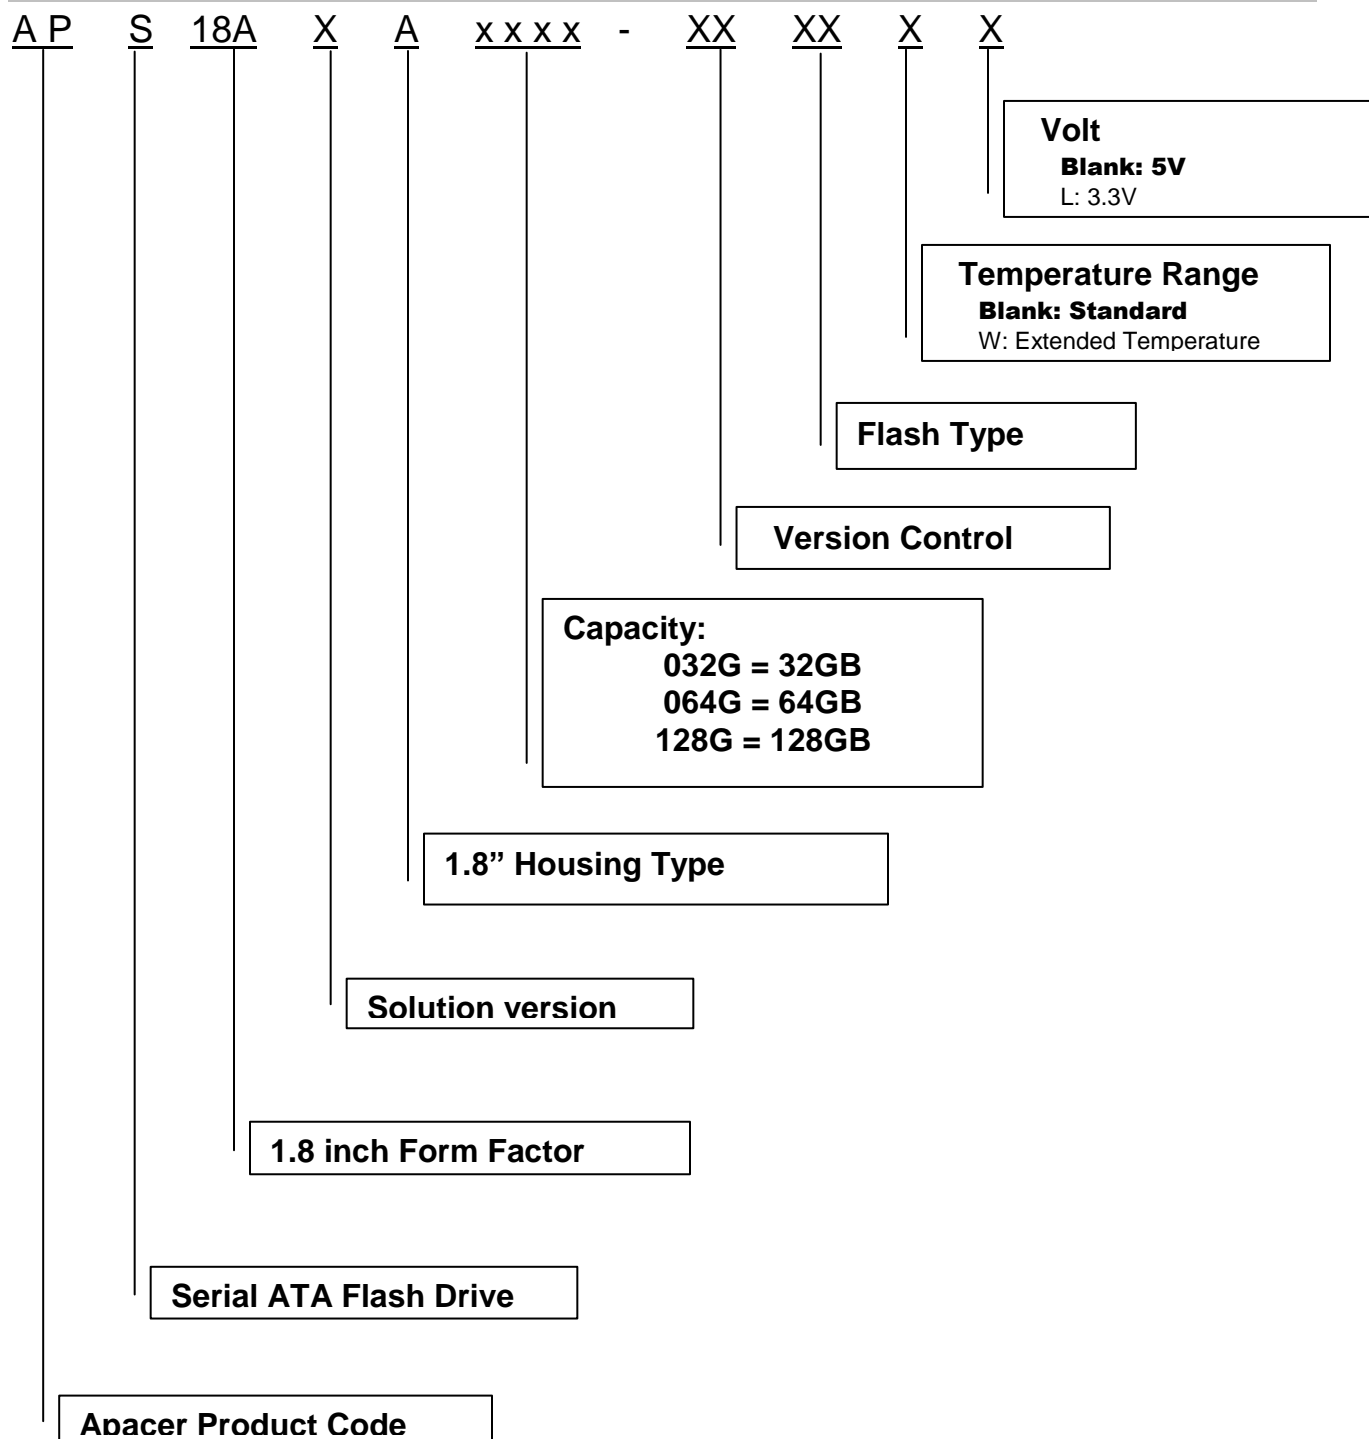 A P S 18A X A x x x x - XX XX X X
Volt
Blank: 5V
L: 3.3V
Temperature Range
Blank: Standard
W: Extended Temperature
Flash Type
Version Control
Capacity:
032G = 32GB
064G = 64GB
128G = 128GB
1.8” Housing Type
Solution version
1.8 inch Form Factor
Serial ATA Flash Drive
Apacer Product Code